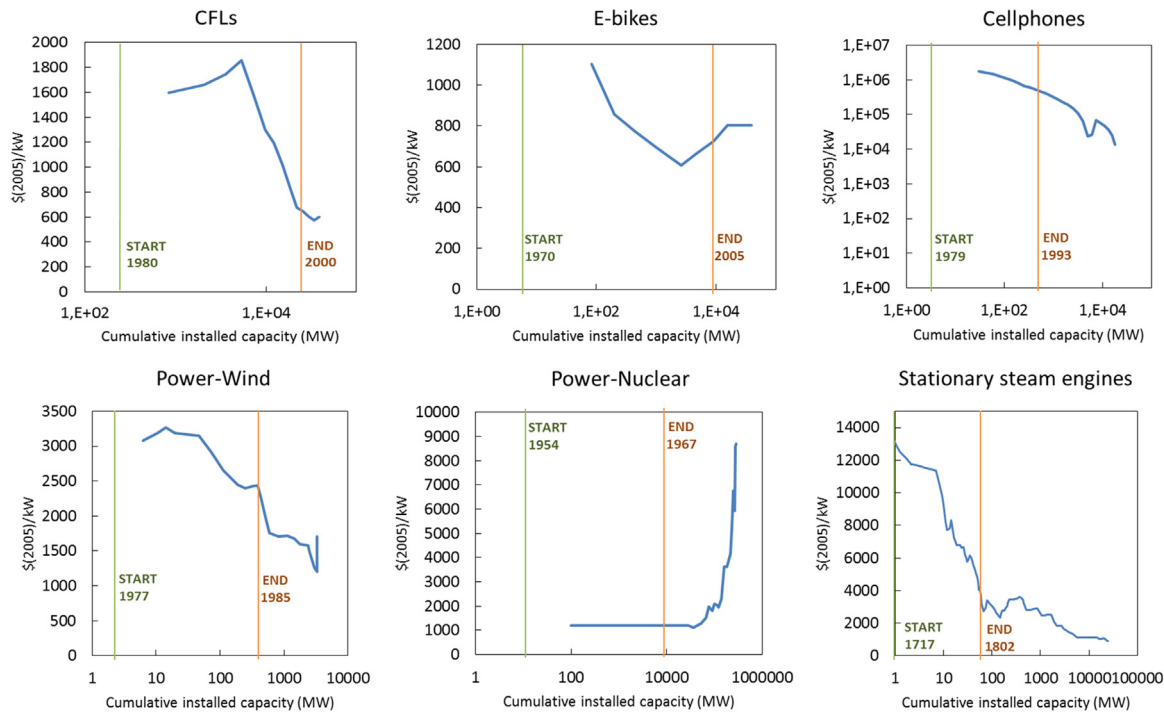 CFLs
$(2005)/kW
2000
1800
1600
1400
1200
1000
800
600
400
200
0
START
1980
END
2000
1,E+02
1,E+04
Cumulative installed capacity (MW)
E-bikes
$(2005)/kW
1200
1000
800
600
400
200
0
START
1970
END
2005
1,E+00
1,E+02
1,E+04
Cumulative installed capacity (MW)
Cellphones
$(2005)/kW
1,E+07
1,E+06
1,E+05
1,E+04
1,E+03
1,E+02
1,E+01
1,E+00
START
1979
END
1993
1,E+00
1,E+02
1,E+04
Cumulative installed capacity (MW)
Power-Wind
$(2005)/kW
3500
3000
2500
2000
1500
1000
500
0
START
1977
END
1985
1
10
100
1000
10000
Cumulative installed capacity (MW)
Power-Nuclear
$(2005)/kW
10000
9000
8000
7000
6000
5000
4000
3000
2000
1000
0
START
1954
END
1967
1
100
10000
1000000
Cumulative installed capacity (MW)
Stationary steam engines
$(2005)/kW
14000
12000
10000
8000
6000
4000
2000
0
START
1717
END
1802
1
10
100
1000
10000
100000
Cumulative installed capacity (MW)